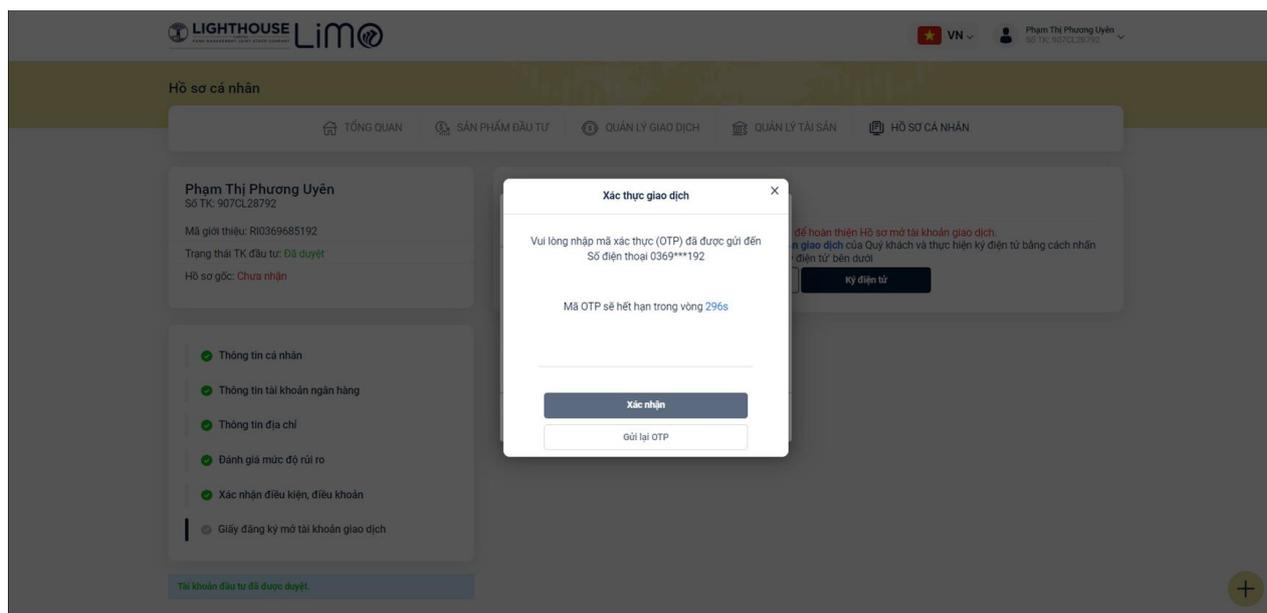 LIGHTHOUSE
LiMO
VN
Phạm Thị Phương Uyên
Số TK: 907CL28792
Hồ sơ cá nhân
TỔNG QUAN
SẢN PHẨM ĐẦU TƯ
QUẢN LÝ GIAO DỊCH
QUẢN LÝ TÀI SẢN
HỒ SƠ CÁ NHÂN
Phạm Thị Phương Uyên
Số TK: 907CL28792
Mã giới thiệu: RI0369685192
Trạng thái TK đầu tư: Đã duyệt
Hồ sơ gốc: Chưa nhận
Thông tin cá nhân
Thông tin tài khoản ngân hàng
Thông tin địa chỉ
Đánh giá mức độ rủi ro
Xác nhận điều kiện, điều khoản
Giấy đăng ký mở tài khoản giao dịch
Tài khoản đầu tư đã được duyệt.
để hoàn thiện Hồ sơ mở tài khoản giao dịch.
giao dịch của Quý khách và thực hiện ký điện tử bằng cách nhấn
điện tử' bên dưới
Ký điện tử
Xác thực giao dịch
Vui lòng nhập mã xác thực (OTP) đã được gửi đến
Số điện thoại 0369***192
Mã OTP sẽ hết hạn trong vòng 296s
Xác nhận
Gửi lại OTP